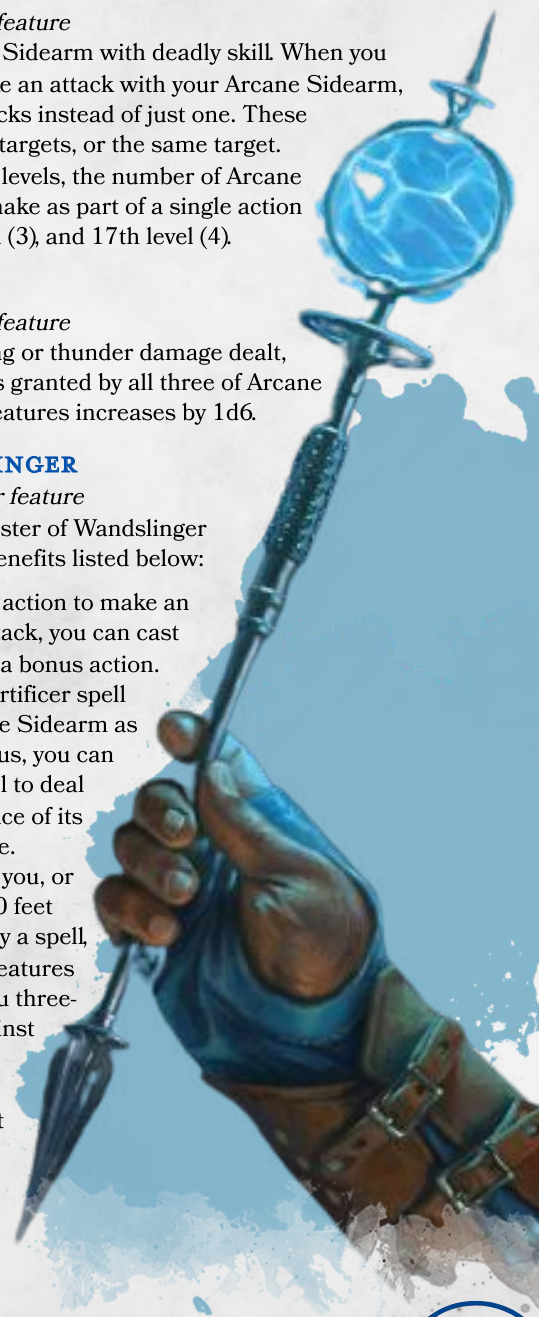 feature
Sidearm with deadly skill. When you
e an attack with your Arcane Sidearm,
cks instead of just one. These
targets, or the same target.
levels, the number of Arcane
make as part of a single action
(3), and 17th level (4).
feature
ng or thunder damage dealt,
s granted by all three of Arcane
eatures increases by 1d6.
INGER
r feature
ster of Wandslinger
enefits listed below:
action to make an
tack, you can cast
a bonus action.
rtificer spell
e Sidearm as
us, you can
l to deal
ce of its
e.
you, or
0 feet
y a spell,
eatures
u three-
inst
t